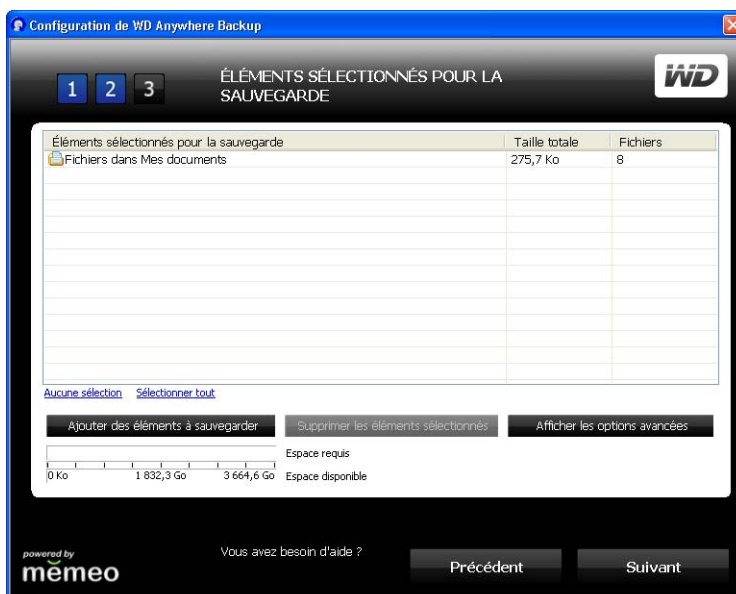 Configuration de WD Anywhere Backup
1 2 3
ÉLÉMENTS SÉLECTIONNÉS POUR LA
SAUVEGARDE
WD
Éléments sélectionnés pour la sauvegarde Taille totale Fichiers
Fichiers dans Mes documents 275,7 Ko 8
Aucune sélection Sélectionner tout
Ajouter des éléments à sauvegarder Supprimer les éléments sélectionnés Afficher les options avancées
Espace requis
0 Ko 1 832,3 Go 3 664,6 Go Espace disponible
powered by
memeo
Vous avez besoin d'aide ?
Précédent Suivant